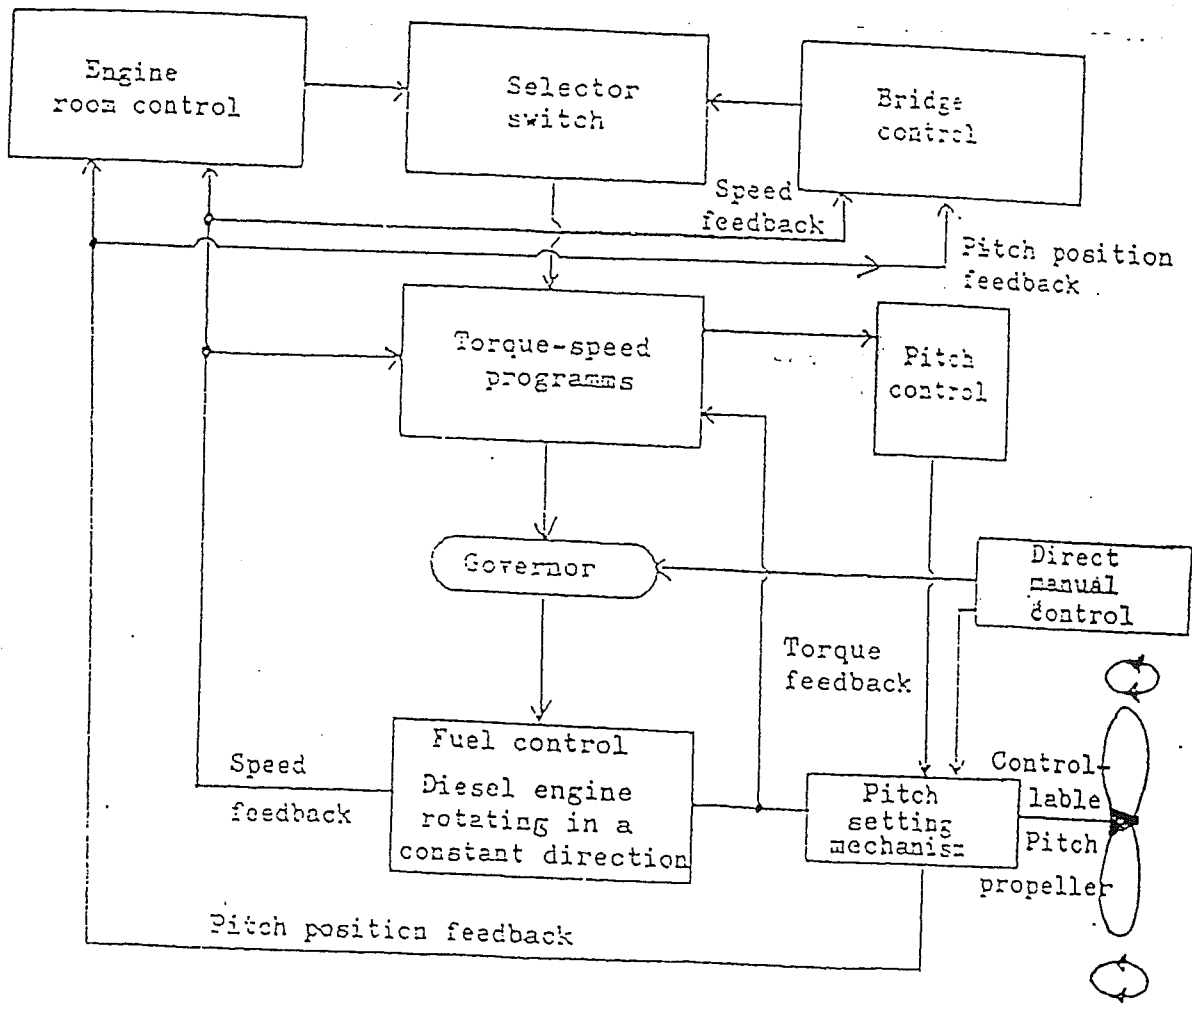 Engine
room control
Selector
switch
Bridge
control
Speed
feedback
Pitch position
feedback
Torque-speed
programms
Pitch
control
Governor
Direct
manual
control
Torque
feedback
Fuel control
Diesel engine
rotating in a
constant direction
Speed
feedback
Pitch
setting
mechanism
Control-
lable
Pitch
propeller
Pitch position feedback